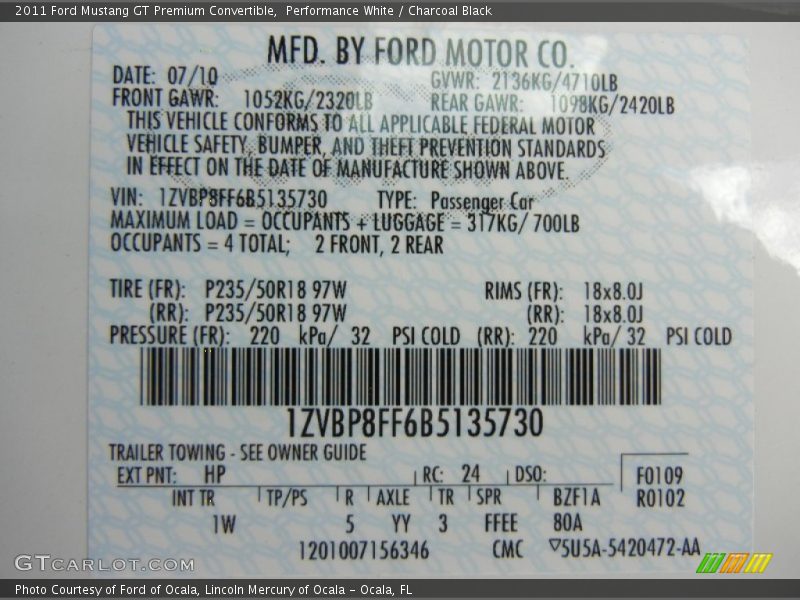 2011 Ford Mustang GT Premium Convertible,  Performance White / Charcoal Black
MFD. BY FORD MOTOR CO.
DATE: 07/10 GVWR: 2136KG/4710LB
FRONT GAWR: 1052KG/2320LB REAR GAWR: 1098KG/2420LB
THIS VEHICLE CONFORMS TO ALL APPLICABLE FEDERAL MOTOR
VEHICLE SAFETY, BUMPER, AND THEFT PREVENTION STANDARDS
IN EFFECT ON THE DATE OF MANUFACTURE SHOWN ABOVE.
VIN: 1ZVBP8FF6B5135730 TYPE: Passenger Car
MAXIMUM LOAD = OCCUPANTS + LUGGAGE = 317KG/ 700LB
OCCUPANTS = 4 TOTAL; 2 FRONT, 2 REAR
TIRE (FR): P235/50R18 97W RIMS (FR): 18x8.0J
(RR): P235/50R18 97W (RR): 18x8.0J
PRESSURE (FR): 220 kPa/ 32 PSI COLD (RR): 220 kPa/ 32 PSI COLD
1ZVBP8FF6B5135730
TRAILER TOWING - SEE OWNER GUIDE
EXT PNT: HP RC: 24 DSO: F0109
INT TR TP/PS R AXLE TR SPR BZF1A R0102
1W 5 YY 3 FFEE 80A
1201007156346 CMC ▽5U5A-5420472-AA
GTCARLOT.COM
Photo Courtesy of Ford of Ocala, Lincoln Mercury of Ocala - Ocala, FL